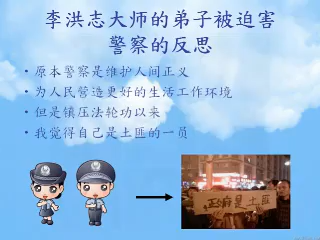 李洪志大师的弟子被迫害
警察的反思
• 原本警察是维护人间正义
• 为人民营造更好的生活工作环境
• 但是镇压法轮功以来
• 我觉得自己是土匪的一员
是土匪